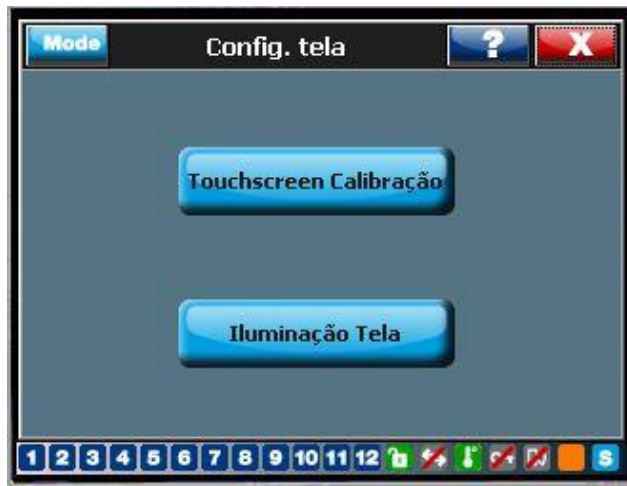 Mode Config. tela ? X
Touchscreen Calibração
Iluminação Tela
1 2 3 4 5 6 7 8 9 10 11 12 S